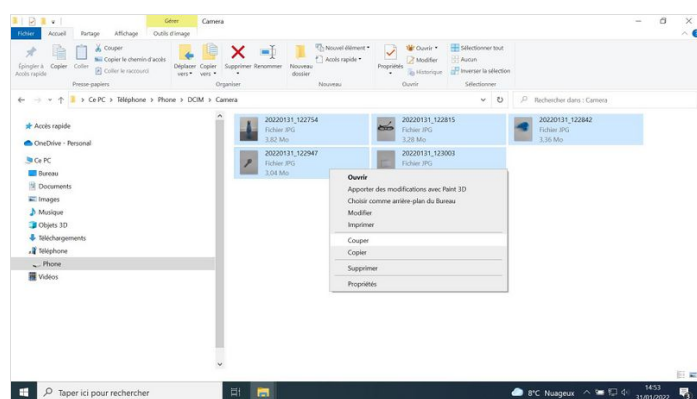 Gérer
Camera
Fichier
Accueil
Partage
Affichage
Outils d'image
Épingler à Accès rapide
Copier
Coller
Couper
Copier le chemin d'accès
Coller le raccourci
Presse-papiers
Déplacer vers
Copier vers
Supprimer
Renommer
Organiser
Nouveau dossier
Nouvel élément
Accès rapide
Nouveau
Propriétés
Ouvrir
Modifier
Historique
Ouvrir
Sélectionner tout
Aucun
Inverser la sélection
Sélectionner
Ce PC > Téléphone > Phone > DCIM > Camera
Rechercher dans : Camera
Accès rapide
OneDrive - Personal
Ce PC
Bureau
Documents
Images
Musique
Objets 3D
Téléchargements
Téléphone
Phone
Vidéos
20220131_122754
Fichier JPG
3,82 Mo
20220131_122815
Fichier JPG
3,28 Mo
20220131_122842
Fichier JPG
3,36 Mo
20220131_122947
Fichier JPG
3,04 Mo
20220131_123003
Fichier JPG
Ouvrir
Apporter des modifications avec Paint 3D
Choisir comme arrière-plan du Bureau
Modifier
Imprimer
Couper
Copier
Supprimer
Propriétés
Taper ici pour rechercher
8°C Nuageux
14:53
31/01/2022